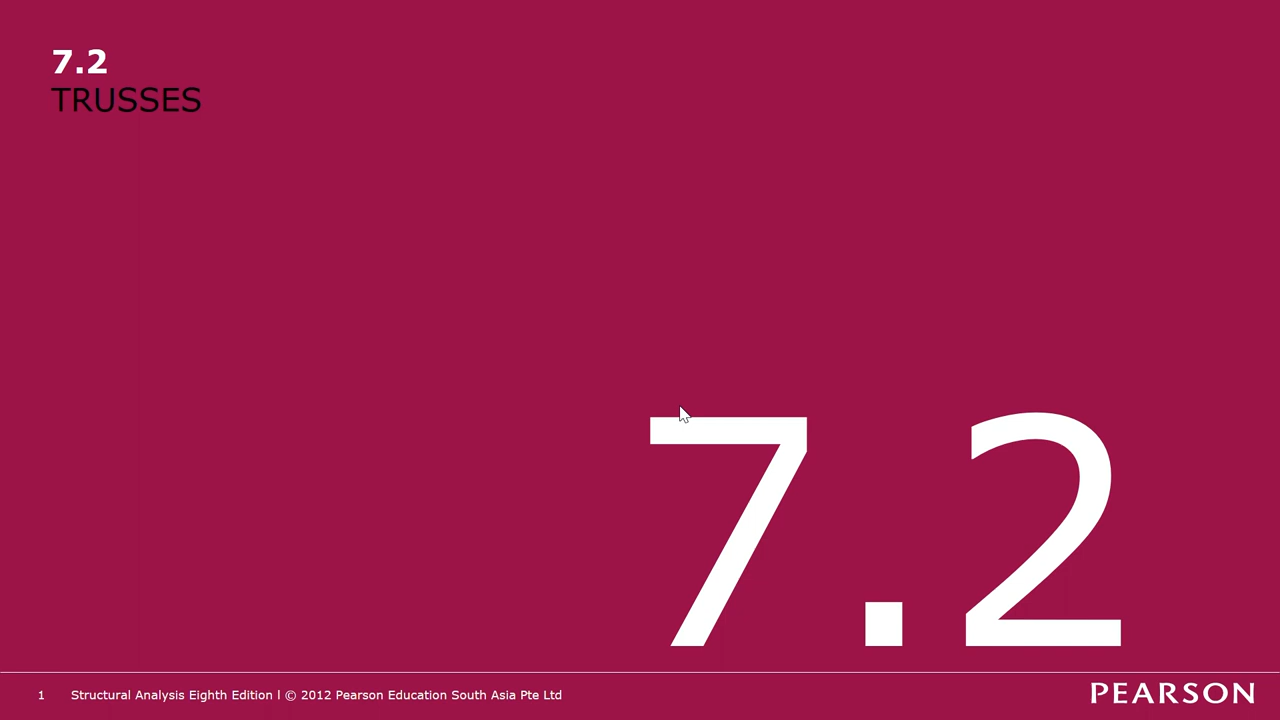 7.2
TRUSSES
7.2
1 Structural Analysis Eighth Edition l © 2012 Pearson Education South Asia Pte Ltd
PEARSON